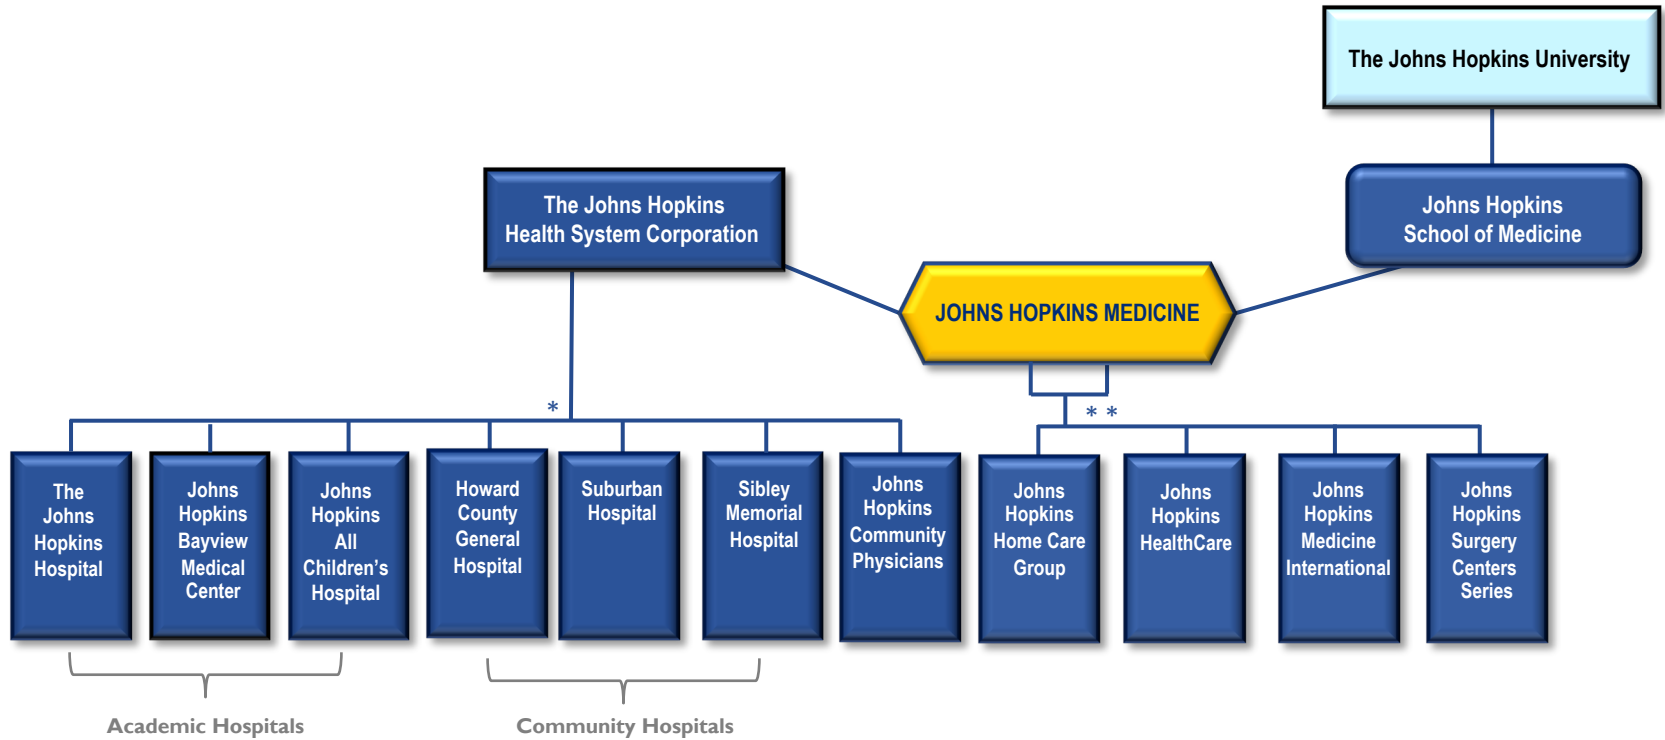 The Johns Hopkins University
The Johns Hopkins
Health System Corporation
Johns Hopkins
School of Medicine
JOHNS HOPKINS MEDICINE
*
* *
The
Johns
Hopkins
Hospital
Johns
Hopkins
Bayview
Medical
Center
Johns
Hopkins
All
Children’s
Hospital
Howard
County
General
Hospital
Suburban
Hospital
Sibley
Memorial
Hospital
Johns
Hopkins
Community
Physicians
Johns
Hopkins
Home Care
Group
Johns
Hopkins
HealthCare
Johns
Hopkins
Medicine
International
Johns
Hopkins
Surgery
Centers
Series
Academic Hospitals
Community Hospitals